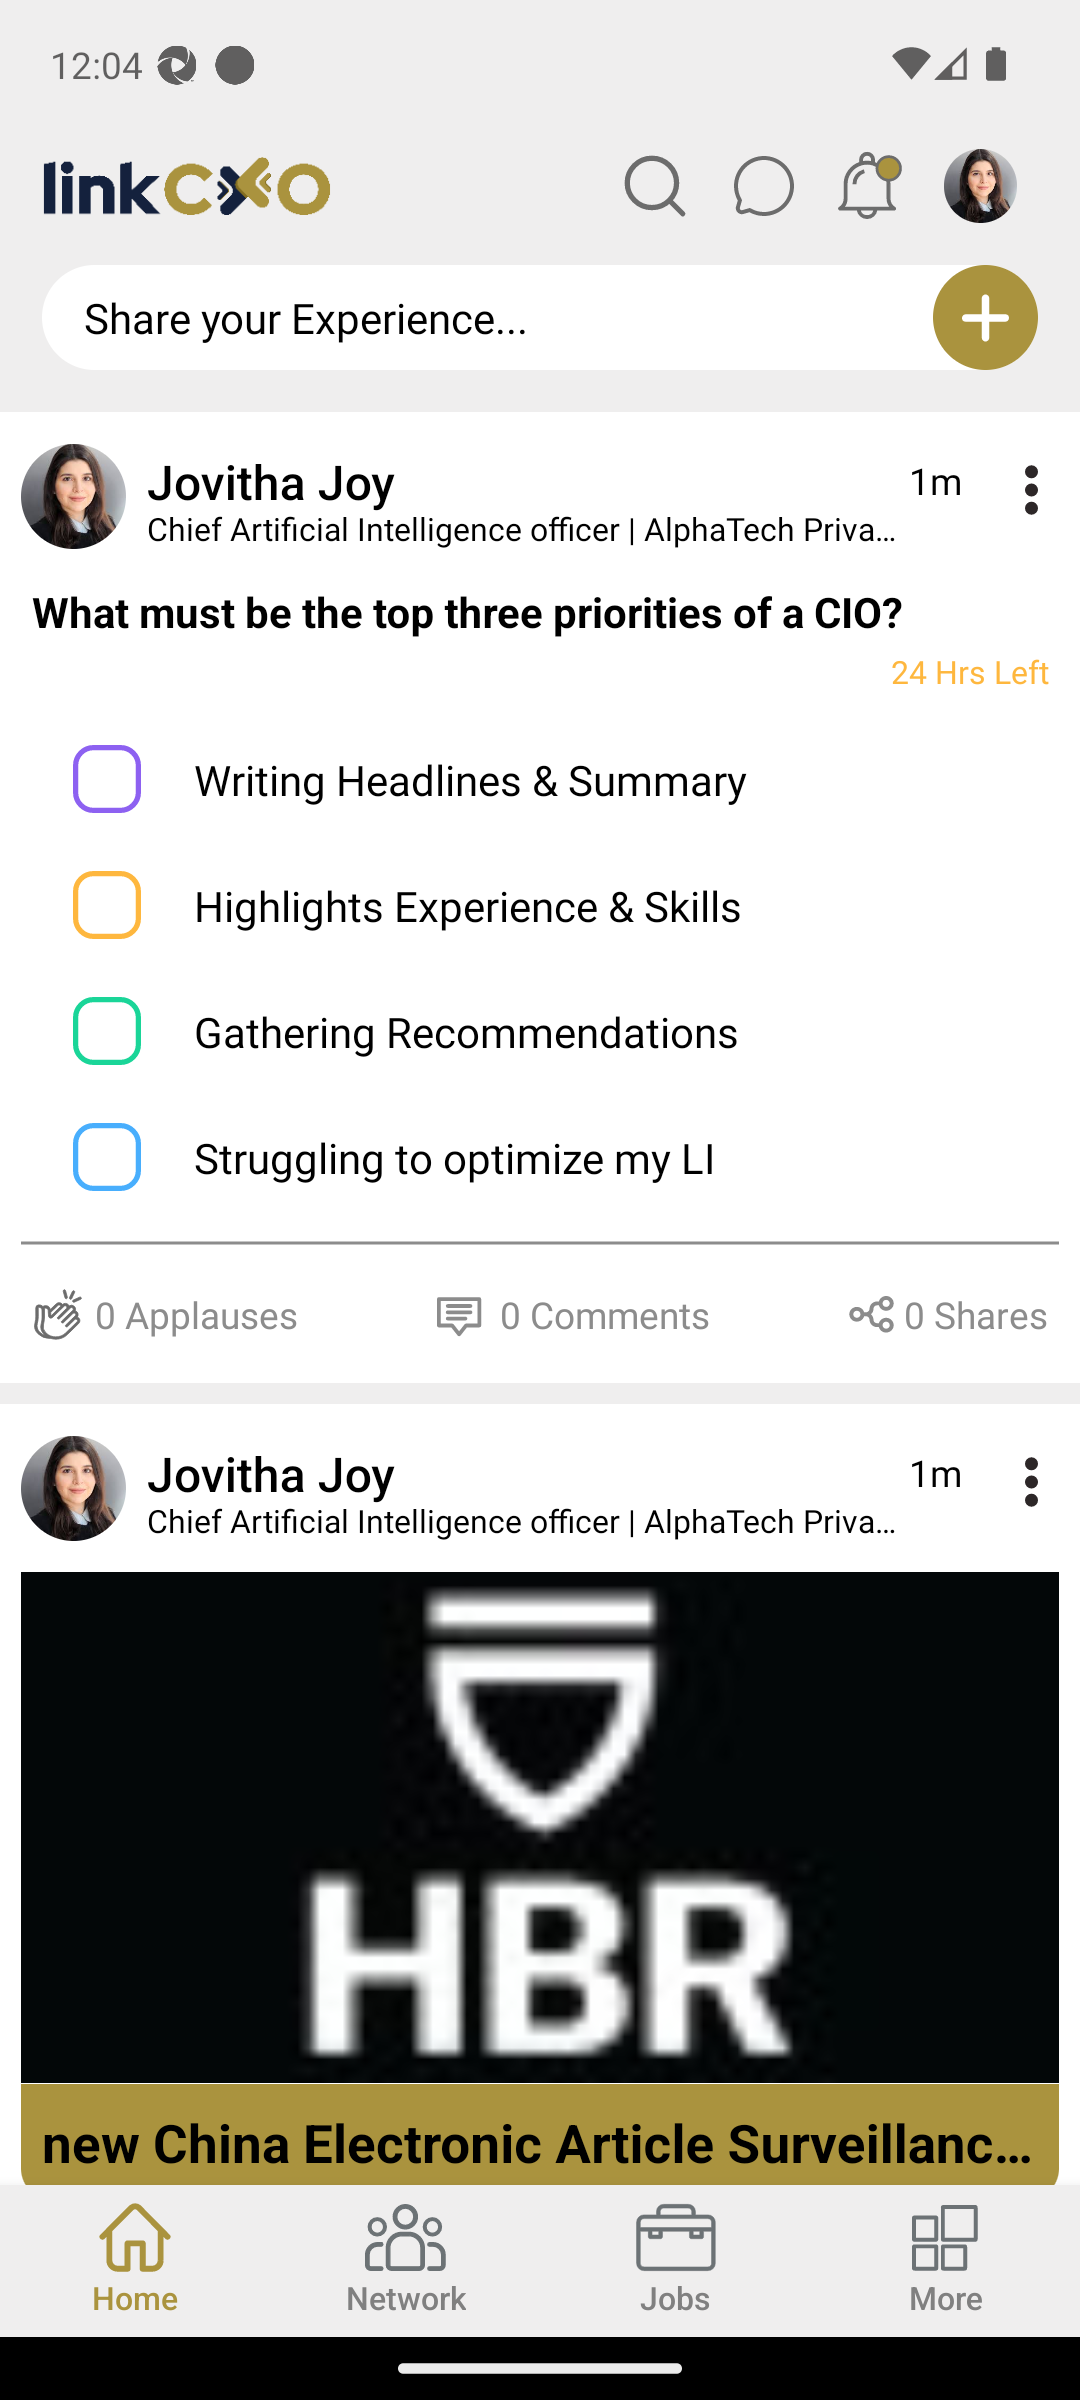 12:04
linkCXO
Share your Experience...
Jovitha Joy
1m
Chief Artificial Intelligence officer | AlphaTech Priva...
What must be the top three priorities of a CIO?
24 Hrs Left
Writing Headlines & Summary
Highlights Experience & Skills
Gathering Recommendations
Struggling to optimize my LI
0 Applauses
0 Comments
0 Shares
Jovitha Joy
1m
Chief Artificial Intelligence officer | AlphaTech Priva...
HBR
new China Electronic Article Surveillanc...
Home
Network
Jobs
More